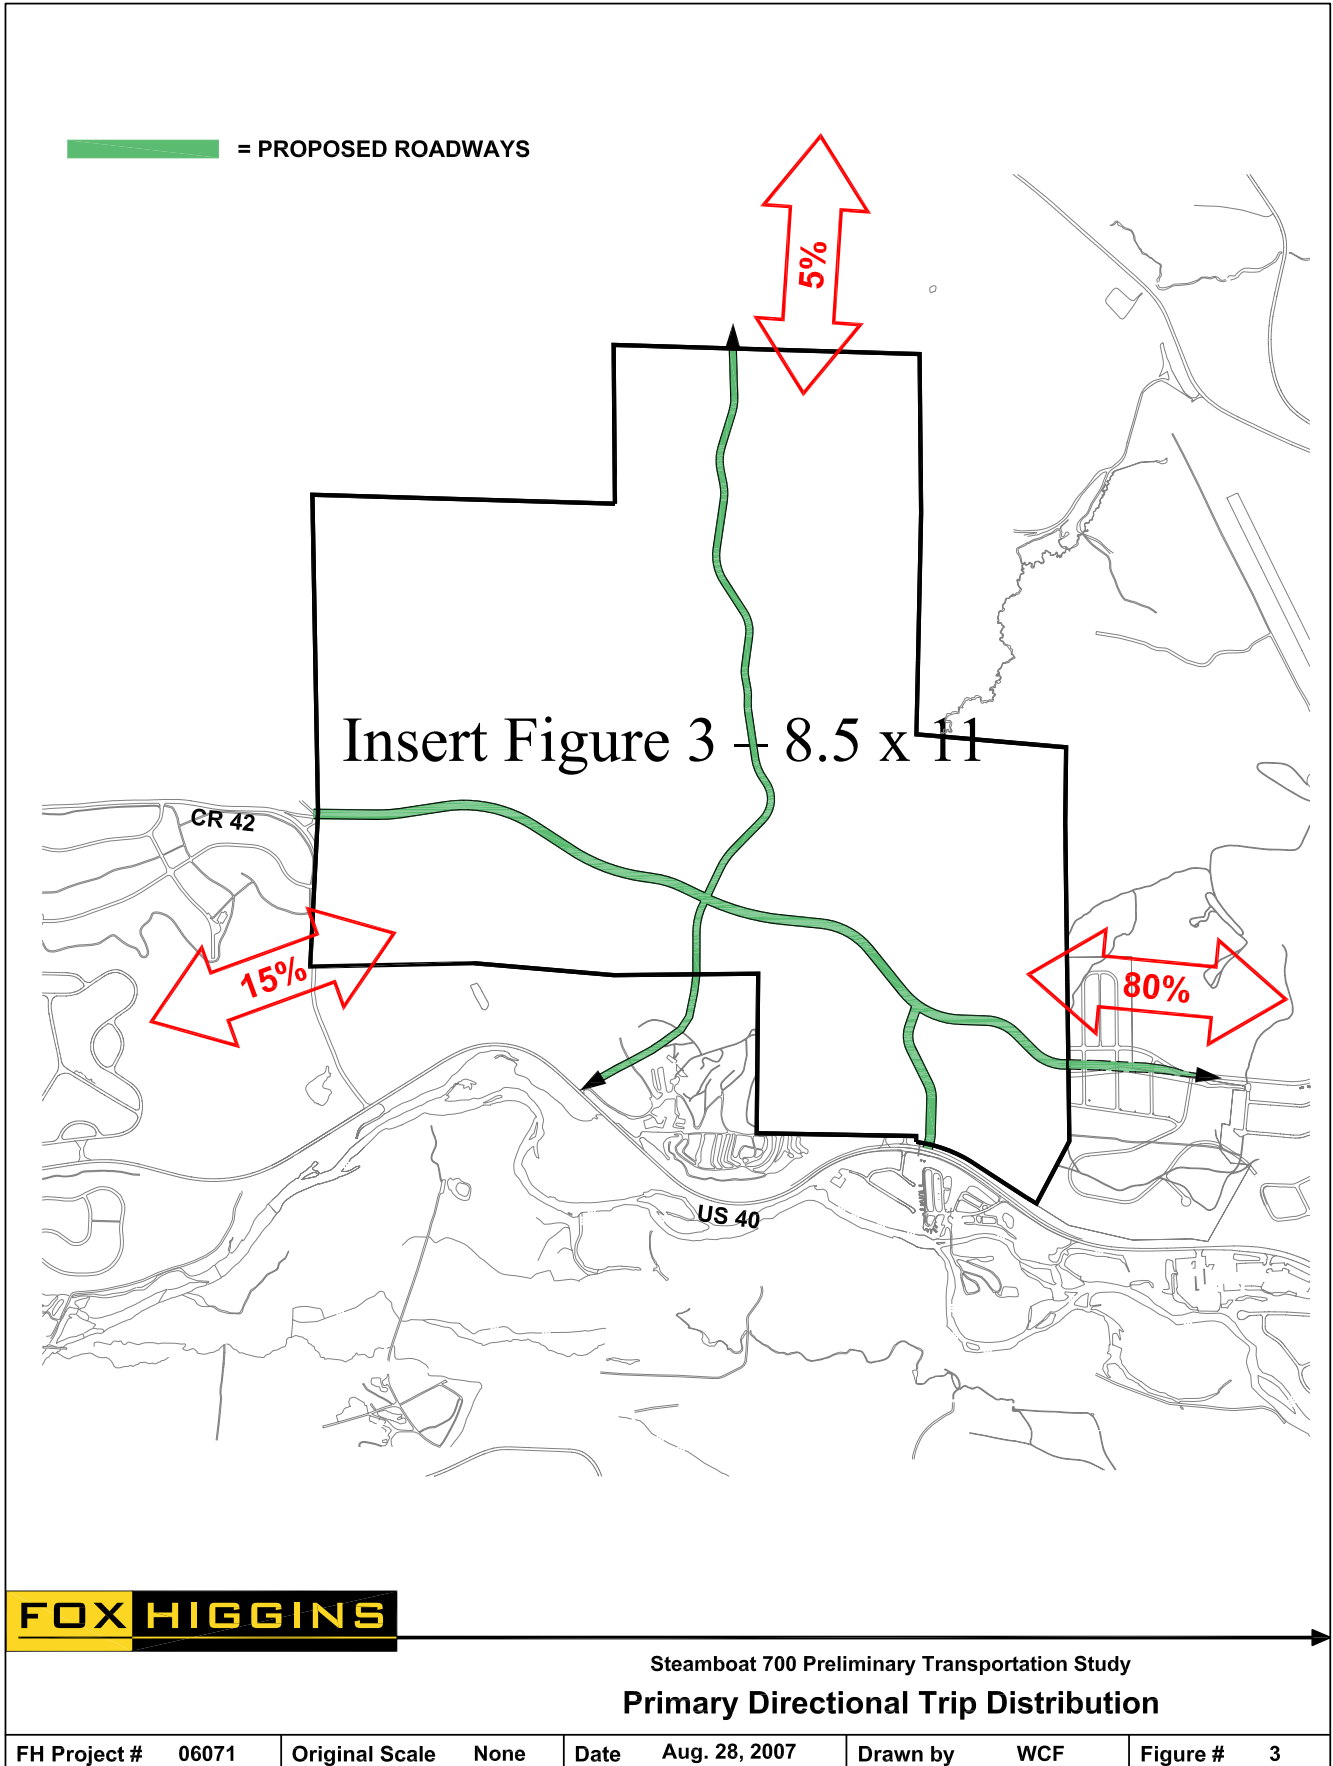 = PROPOSED ROADWAYS
5%
Insert Figure 3 – 8.5 x 11
CR 42
15%
80%
US 40
FOX HIGGINS
Steamboat 700 Preliminary Transportation Study
Primary Directional Trip Distribution
FH Project # 06071 Original Scale None Date Aug. 28, 2007 Drawn by WCF Figure # 3